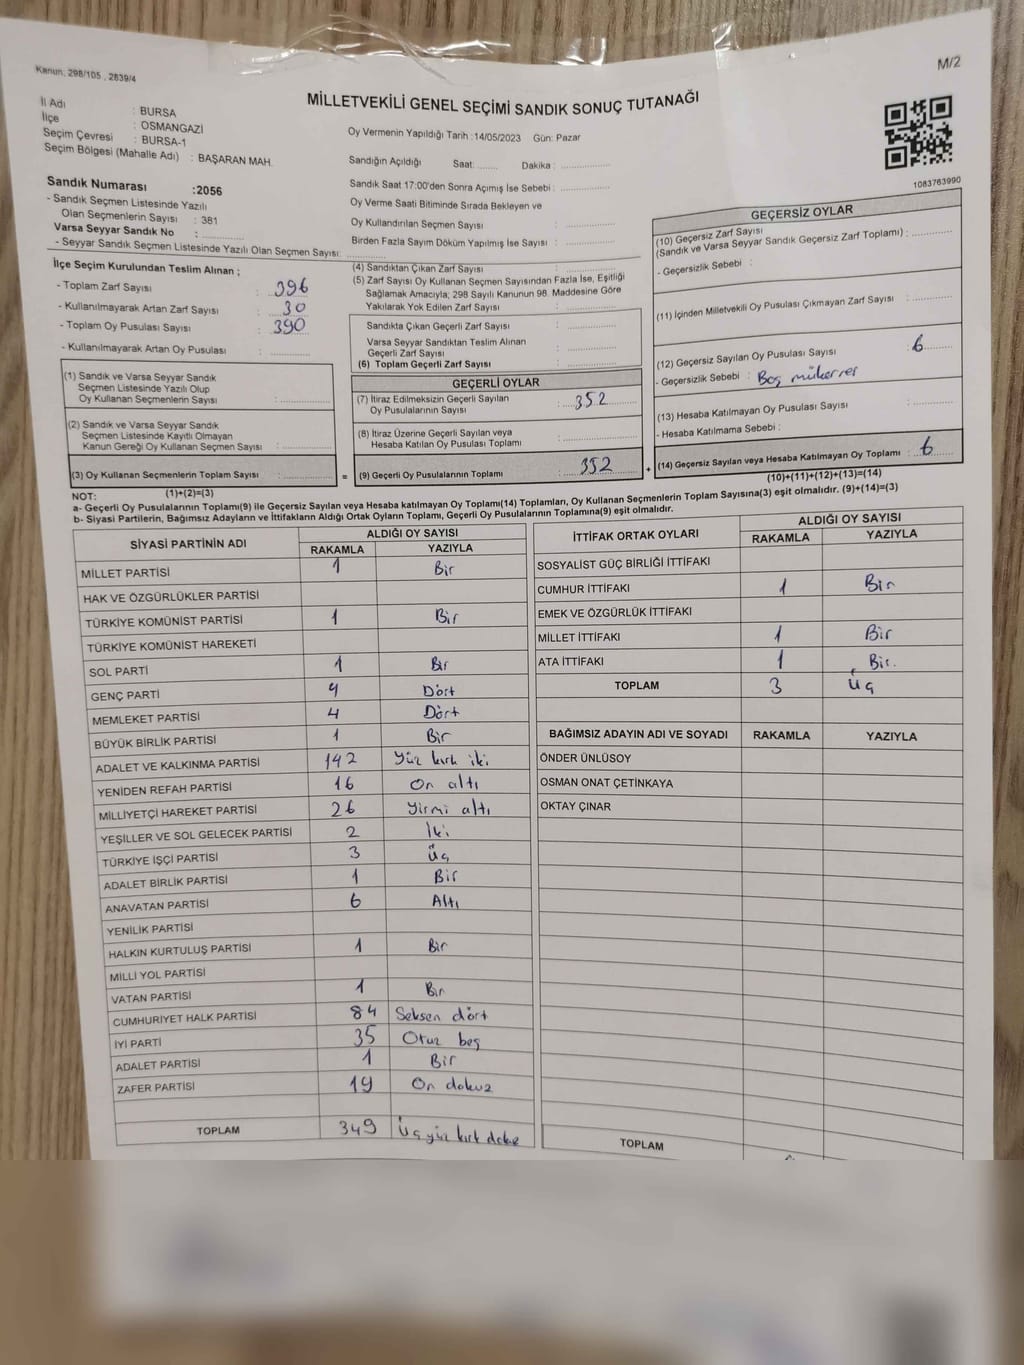 Kanun, 298/105 , 2839/4
M/2
MİLLETVEKİLİ GENEL SEÇİMİ SANDIK SONUÇ TUTANAĞI
İl Adı : BURSA
İlçe : OSMANGAZİ
Seçim Çevresi : BURSA-1
Seçim Bölgesi (Mahalle Adı) : BAŞARAN MAH.
Oy Vermenin Yapıldığı Tarih :14/05/2023 Gün: Pazar
Sandığın Açıldığı Saat:....... Dakika : ..............
Sandık Saat 17:00'den Sonra Açımış İse Sebebi : ..............
Oy Verme Saati Bitiminde Sırada Bekleyen ve
Oy Kullandırılan Seçmen Sayısı : ..............
Birden Fazla Sayım Döküm Yapılmış İse Sayısı : ..............
1083763990
Sandık Numarası :2056
- Sandık Seçmen Listesinde Yazılı
Olan Seçmenlerin Sayısı : 381
Varsa Seyyar Sandık No : ..............
- Seyyar Sandık Seçmen Listesinde Yazılı Olan Seçmen Sayısı: ..............
İlçe Seçim Kurulundan Teslim Alınan ;
- Toplam Zarf Sayısı : 396
- Kullanılmayarak Artan Zarf Sayısı : 30
- Toplam Oy Pusulası Sayısı : 390
- Kullanılmayarak Artan Oy Pusulası : ..............
(1) Sandık ve Varsa Seyyar Sandık
Seçmen Listesinde Yazılı Olup
Oy Kullanan Seçmenlerin Sayısı : ..............
(2) Sandık ve Varsa Seyyar Sandık
Seçmen Listesinde Kayıtlı Olmayan
Kanun Gereği Oy Kullanan Seçmen Sayısı : ..............
(3) Oy Kullanan Seçmenlerin Toplam Sayısı : .............. =
(1)+(2)=(3)
(4) Sandıktan Çıkan Zarf Sayısı : ..............
(5) Zarf Sayısı Oy Kullanan Seçmen Sayısından Fazla İse, Eşitliği
Sağlamak Amacıyla, 298 Sayılı Kanunun 98. Maddesine Göre
Yakılarak Yok Edilen Zarf Sayısı : ..............
Sandıkta Çıkan Geçerli Zarf Sayısı : ..............
Varsa Seyyar Sandıktan Teslim Alınan
Geçerli Zarf Sayısı : ..............
(6) Toplam Geçerli Zarf Sayısı : ..............
GEÇERLİ OYLAR
(7) İtiraz Edilmeksizin Geçerli Sayılan
Oy Pusulalarının Sayısı : 352
(8) İtiraz Üzerine Geçerli Sayılan veya
Hesaba Katılan Oy Pusulası Toplamı : ..............
(9) Geçerli Oy Pusulalarının Toplamı : 352 +
GEÇERSİZ OYLAR
(10) Geçersiz Zarf Sayısı
(Sandık ve Varsa Seyyar Sandık Geçersiz Zarf Toplamı) : ..............
- Geçersizlik Sebebi :
(11) İçinden Milletvekili Oy Pusulası Çıkmayan Zarf Sayısı : ..............
(12) Geçersiz Sayılan Oy Pusulası Sayısı : 6
- Geçersizlik Sebebi : Boş mükerrer
(13) Hesaba Katılmayan Oy Pusulası Sayısı : ..............
- Hesaba Katılmama Sebebi :
(14) Geçersiz Sayılan veya Hesaba Katılmayan Oy Toplamı : 6
(10)+(11)+(12)+(13)=(14)
NOT:
a- Geçerli Oy Pusulalarının Toplamı(9) ile Geçersiz Sayılan veya Hesaba katılmayan Oy Toplamı(14) Toplamları, Oy Kullanan Seçmenlerin Toplam Sayısına(3) eşit olmalıdır. (9)+(14)=(3)
b- Siyasi Partilerin, Bağımsız Adayların ve İttifakların Aldığı Ortak Oyların Toplamı, Geçerli Oy Pusulalarının Toplamına(9) eşit olmalıdır.
SİYASİ PARTİNİN ADI ALDIĞI OY SAYISI
RAKAMLA YAZIYLA
MİLLET PARTİSİ 1 Bir
HAK VE ÖZGÜRLÜKLER PARTİSİ
TÜRKİYE KOMÜNİST PARTİSİ 1 Bir
TÜRKİYE KOMÜNİST HAREKETİ
SOL PARTİ 1 Bir
GENÇ PARTİ 4 Dört
MEMLEKET PARTİSİ 4 Dört
BÜYÜK BİRLİK PARTİSİ 1 Bir
ADALET VE KALKINMA PARTİSİ 142 Yüz kırk iki
YENİDEN REFAH PARTİSİ 16 On altı
MİLLİYETÇİ HAREKET PARTİSİ 26 Yirmi altı
YEŞİLLER VE SOL GELECEK PARTİSİ 2 İki
TÜRKİYE İŞÇİ PARTİSİ 3 Üç
ADALET BİRLİK PARTİSİ 1 Bir
ANAVATAN PARTİSİ 6 Altı
YENİLİK PARTİSİ
HALKIN KURTULUŞ PARTİSİ 1 Bir
MİLLİ YOL PARTİSİ
VATAN PARTİSİ 1 Bir
CUMHURİYET HALK PARTİSİ 84 Seksen dört
İYİ PARTİ 35 Otuz beş
ADALET PARTİSİ 1 Bir
ZAFER PARTİSİ 19 On dokuz
TOPLAM 349 Üçyüz kırk dokuz
İTTİFAK ORTAK OYLARI ALDIĞI OY SAYISI
RAKAMLA YAZIYLA
SOSYALİST GÜÇ BİRLİĞİ İTTİFAKI
CUMHUR İTTİFAKI 1 Bir
EMEK VE ÖZGÜRLÜK İTTİFAKI
MİLLET İTTİFAKI 1 Bir
ATA İTTİFAKI 1 Bir.
TOPLAM 3 Üç
BAĞIMSIZ ADAYIN ADI VE SOYADI RAKAMLA YAZIYLA
ÖNDER ÜNLÜSOY
OSMAN ONAT ÇETİNKAYA
OKTAY ÇINAR
TOPLAM